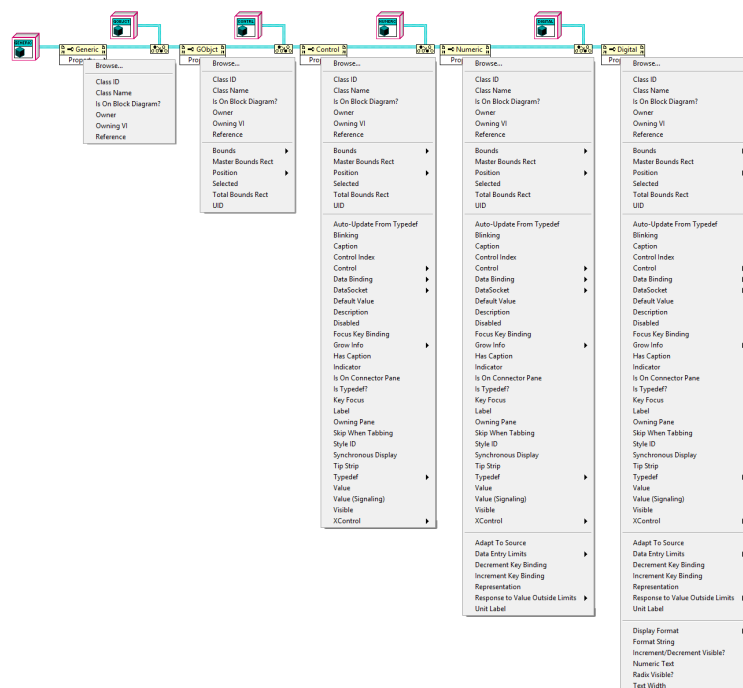 GOBJECT
CONTRL
NUMERIC
DIGITAL
GENERIC
Generic
GObjct
Control
Numeric
Digital
Browse...
Class ID
Class Name
Is On Block Diagram?
Owner
Owning VI
Reference
Browse...
Class ID
Class Name
Is On Block Diagram?
Owner
Owning VI
Reference
Bounds
Master Bounds Rect
Position
Selected
Total Bounds Rect
UID
Browse...
Class ID
Class Name
Is On Block Diagram?
Owner
Owning VI
Reference
Bounds
Master Bounds Rect
Position
Selected
Total Bounds Rect
UID
Auto-Update From Typedef
Blinking
Caption
Control Index
Control
Data Binding
DataSocket
Default Value
Description
Disabled
Focus Key Binding
Grow Info
Has Caption
Indicator
Is On Connector Pane
Is Typedef?
Key Focus
Label
Owning Pane
Skip When Tabbing
Style ID
Synchronous Display
Tip Strip
Typedef
Value
Value (Signaling)
Visible
XControl
Browse...
Class ID
Class Name
Is On Block Diagram?
Owner
Owning VI
Reference
Bounds
Master Bounds Rect
Position
Selected
Total Bounds Rect
UID
Auto-Update From Typedef
Blinking
Caption
Control Index
Control
Data Binding
DataSocket
Default Value
Description
Disabled
Focus Key Binding
Grow Info
Has Caption
Indicator
Is On Connector Pane
Is Typedef?
Key Focus
Label
Owning Pane
Skip When Tabbing
Style ID
Synchronous Display
Tip Strip
Typedef
Value
Value (Signaling)
Visible
XControl
Adapt To Source
Data Entry Limits
Decrement Key Binding
Increment Key Binding
Representation
Response to Value Outside Limits
Unit Label
Browse...
Class ID
Class Name
Is On Block Diagram?
Owner
Owning VI
Reference
Bounds
Master Bounds Rect
Position
Selected
Total Bounds Rect
UID
Auto-Update From Typedef
Blinking
Caption
Control Index
Control
Data Binding
DataSocket
Default Value
Description
Disabled
Focus Key Binding
Grow Info
Has Caption
Indicator
Is On Connector Pane
Is Typedef?
Key Focus
Label
Owning Pane
Skip When Tabbing
Style ID
Synchronous Display
Tip Strip
Typedef
Value
Value (Signaling)
Visible
XControl
Adapt To Source
Data Entry Limits
Decrement Key Binding
Increment Key Binding
Representation
Response to Value Outside Limits
Unit Label
Display Format
Format String
Increment/Decrement Visible?
Numeric Text
Radix Visible?
Text Width